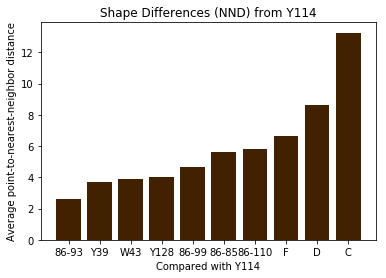 Shape Differences (NND) from Y114
Average point-to-nearest-neighbor distance
12
10
8
6
4
2
0
86-93 Y39 W43 Y128 86-99 86-85 86-110 F D C
Compared with Y114